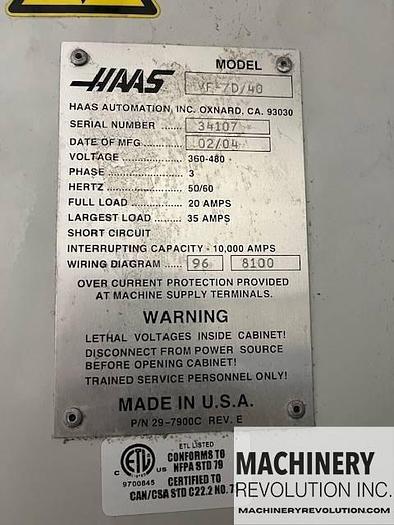 HAAS
MODEL
VF-7D/40
HAAS AUTOMATION, INC. OXNARD, CA. 93030
SERIAL NUMBER ........ 34107
DATE OF MFG ............ 02/04
VOLTAGE .................. 360-480
PHASE ...................... 3
HERTZ ....................... 50/60
FULL LOAD ............... 20 AMPS
LARGEST LOAD ........ 35 AMPS
SHORT CIRCUIT
INTERRUPTING CAPACITY - 10,000 AMPS
WIRING DIAGRAM ...... 96 8100
OVER CURRENT PROTECTION PROVIDED
AT MACHINE SUPPLY TERMINALS.
WARNING
LETHAL VOLTAGES INSIDE CABINET!
DISCONNECT FROM POWER SOURCE
BEFORE OPENING CABINET!
TRAINED SERVICE PERSONNEL ONLY!
MADE IN U.S.A.
P/N 29-7900C REV. E
ETL LISTED
CONFORMS TO
NFPA STD 79
C ETL US
9700845
CERTIFIED TO
CAN/CSA STD C22.2 NO. 7
MACHINERY
REVOLUTION INC.
MACHINERYREVOLUTION.COM